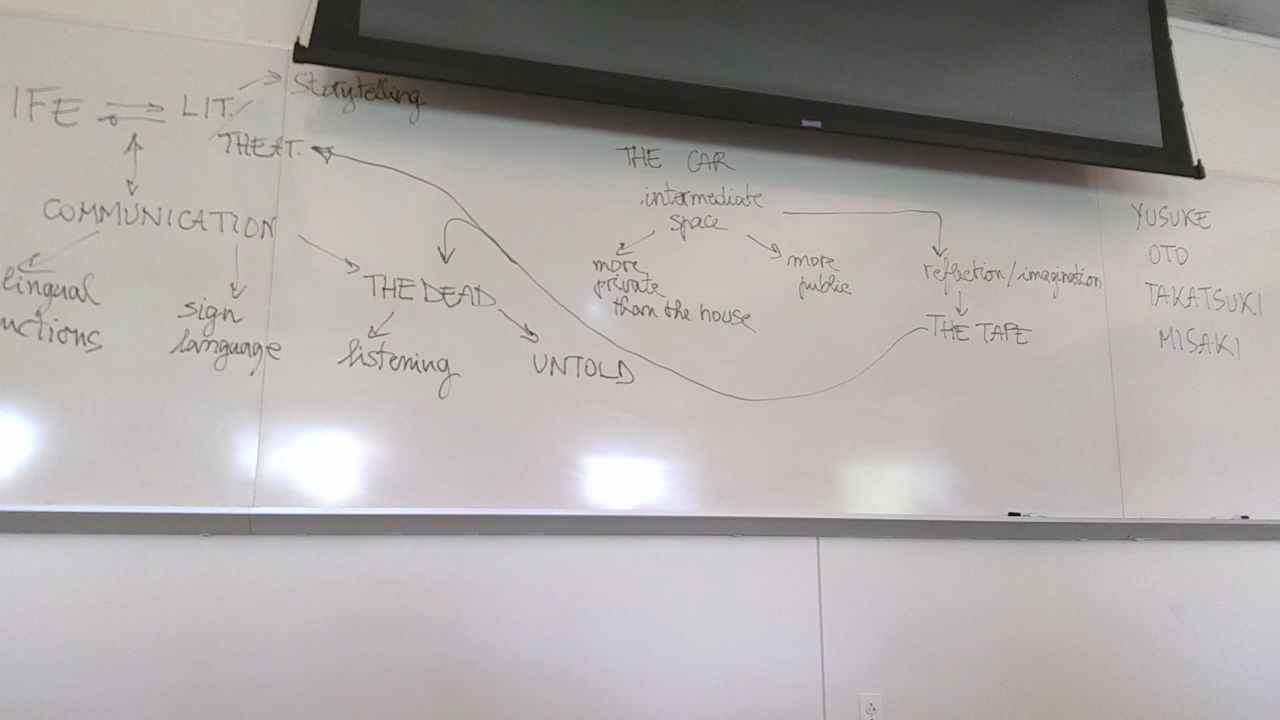 IFE ⇌ LIT. / THEAT.
Storytelling
COMMUNICATION
lingual
uctions
sign
language
THE DEAD
listening
UNTOLD
THE CAR
intermediate
space
more
private
than the house
more
public
reflection/imagination
THE TAPE
YUSUKE
OTO
TAKATSUKI
MISAKI